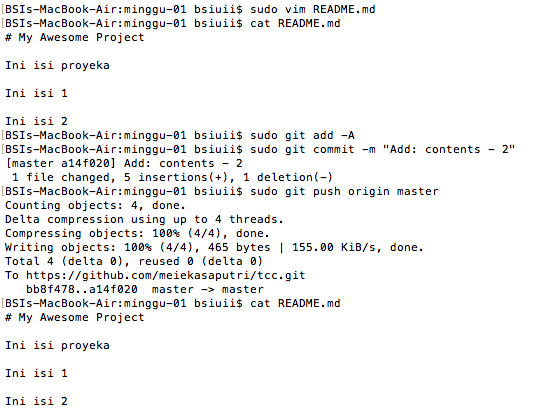 [BSIs-MacBook-Air:minggu-01 bsiuii$ sudo vim README.md
[BSIs-MacBook-Air:minggu-01 bsiuii$ cat README.md
# My Awesome Project
Ini isi proyeka
Ini isi 1
Ini isi 2
[BSIs-MacBook-Air:minggu-01 bsiuii$ sudo git add -A
[BSIs-MacBook-Air:minggu-01 bsiuii$ sudo git commit -m "Add: contents - 2"
[master a14f020] Add: contents - 2
1 file changed, 5 insertions(+), 1 deletion(-)
[BSIs-MacBook-Air:minggu-01 bsiuii$ sudo git push origin master
Counting objects: 4, done.
Delta compression using up to 4 threads.
Compressing objects: 100% (4/4), done.
Writing objects: 100% (4/4), 465 bytes | 155.00 KiB/s, done.
Total 4 (delta 0), reused 0 (delta 0)
To https://github.com/meiekasaputri/tcc.git
bb8f478..a14f020  master -> master
[BSIs-MacBook-Air:minggu-01 bsiuii$ cat README.md
# My Awesome Project
Ini isi proyeka
Ini isi 1
Ini isi 2